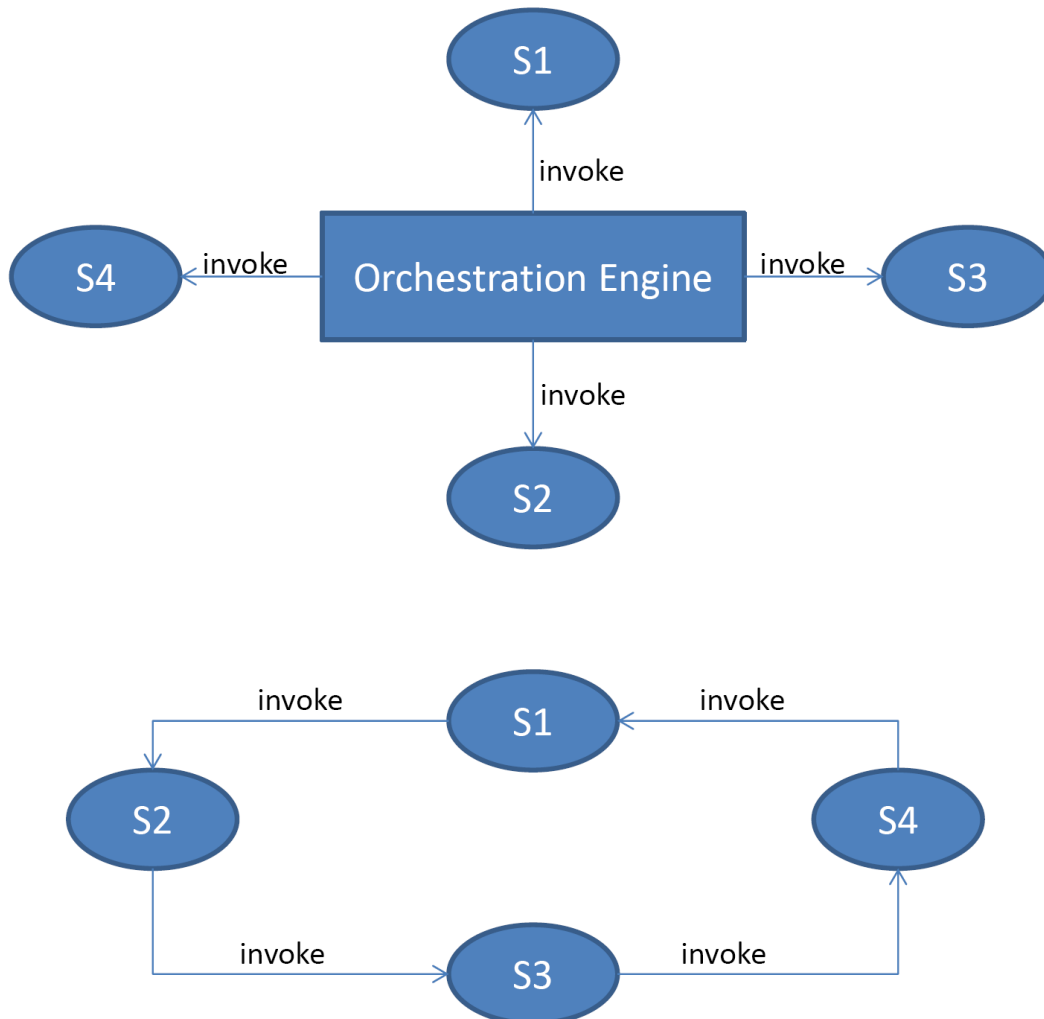 S1
invoke
S4
invoke
Orchestration Engine
invoke
S3
invoke
S2
invoke
S1
invoke
S2
S4
invoke
S3
invoke